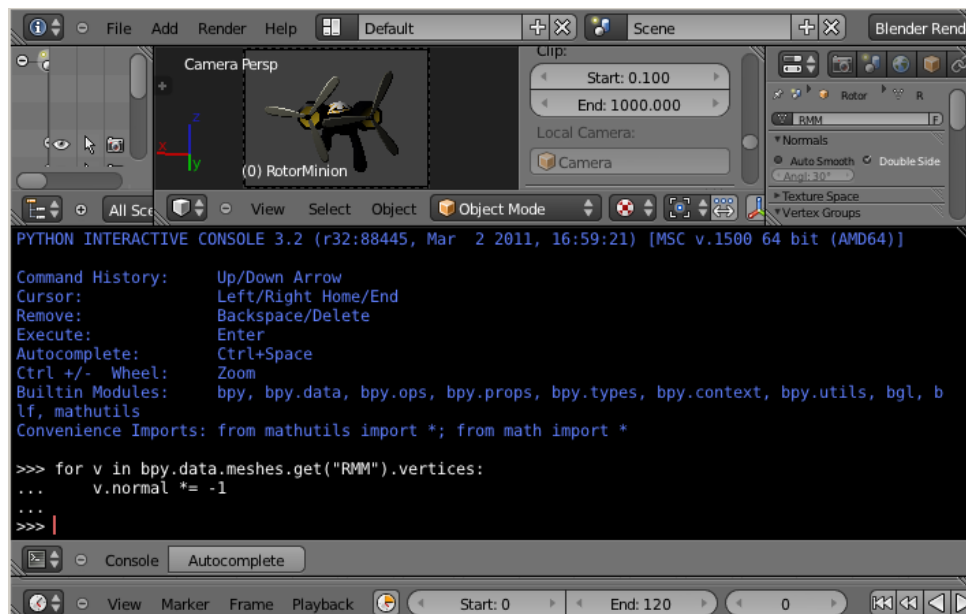 File Add Render Help Default Scene Blender Rend
Camera Persp
z
x
y
(0) RotorMinion
Clip:
Start: 0.100
End: 1000.000
Local Camera:
Camera
Rotor R
RMM F
Normals
Auto Smooth Double Side
Angl: 30°
Texture Space
Vertex Groups
All Sce View Select Object Object Mode
PYTHON INTERACTIVE CONSOLE 3.2 (r32:88445, Mar  2 2011, 16:59:21) [MSC v.1500 64 bit (AMD64)]
Command History:     Up/Down Arrow
Cursor:              Left/Right Home/End
Remove:              Backspace/Delete
Execute:             Enter
Autocomplete:        Ctrl+Space
Ctrl +/-  Wheel:     Zoom
Builtin Modules:     bpy, bpy.data, bpy.ops, bpy.props, bpy.types, bpy.context, bpy.utils, bgl, b
lf, mathutils
Convenience Imports: from mathutils import *; from math import *
>>> for v in bpy.data.meshes.get("RMM").vertices:
...     v.normal *= -1
...
>>>
Console Autocomplete
View Marker Frame Playback Start: 0 End: 120 0